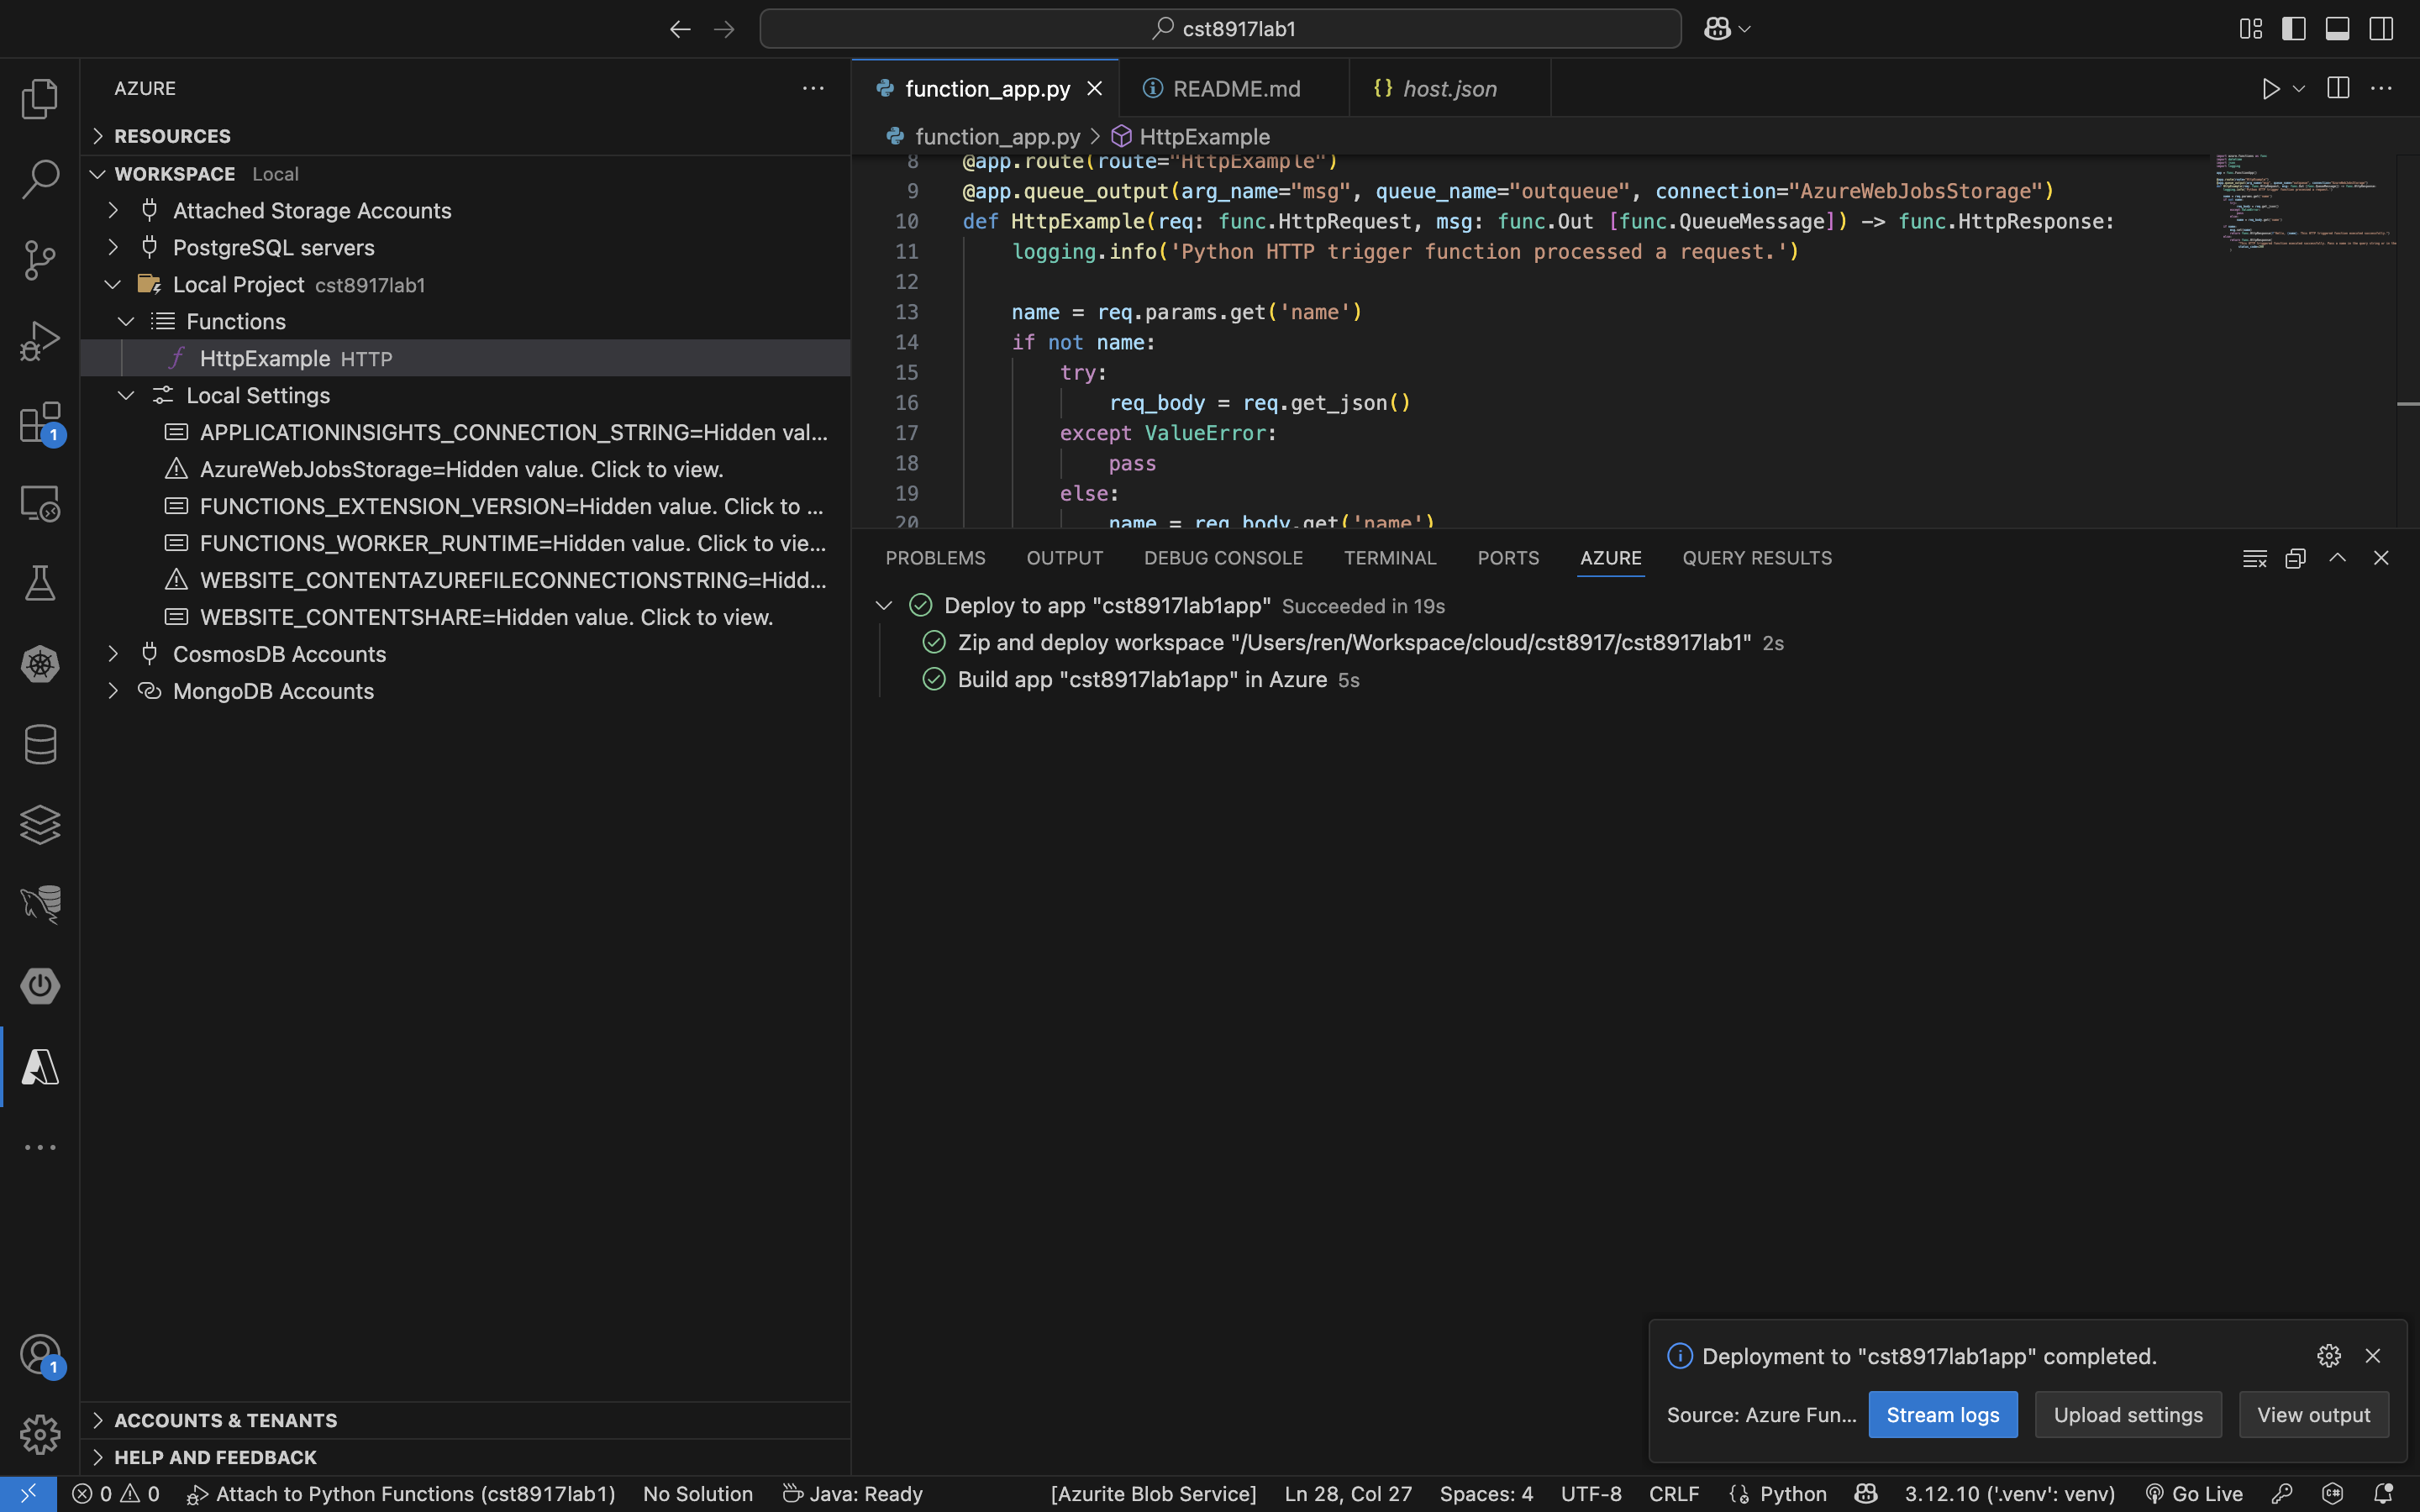 cst8917lab1
AZURE
RESOURCES
WORKSPACE Local
Attached Storage Accounts
PostgreSQL servers
Local Project cst8917lab1
Functions
HttpExample HTTP
Local Settings
APPLICATIONINSIGHTS_CONNECTION_STRING=Hidden val...
AzureWebJobsStorage=Hidden value. Click to view.
FUNCTIONS_EXTENSION_VERSION=Hidden value. Click to ...
FUNCTIONS_WORKER_RUNTIME=Hidden value. Click to vie...
WEBSITE_CONTENTAZUREFILECONNECTIONSTRING=Hidd...
WEBSITE_CONTENTSHARE=Hidden value. Click to view.
CosmosDB Accounts
MongoDB Accounts
ACCOUNTS & TENANTS
HELP AND FEEDBACK
1
1
function_app.py README.md {} host.json
function_app.py > HttpExample
8 @app.route(route="HttpExample")
9 @app.queue_output(arg_name="msg", queue_name="outqueue", connection="AzureWebJobsStorage")
10 def HttpExample(req: func.HttpRequest, msg: func.Out [func.QueueMessage]) -> func.HttpResponse:
11 logging.info('Python HTTP trigger function processed a request.')
12
13 name = req.params.get('name')
14 if not name:
15 try:
16 req_body = req.get_json()
17 except ValueError:
18 pass
19 else:
20 name = req_body.get('name')
PROBLEMS OUTPUT DEBUG CONSOLE TERMINAL PORTS AZURE QUERY RESULTS
Deploy to app "cst8917lab1app" Succeeded in 19s
Zip and deploy workspace "/Users/ren/Workspace/cloud/cst8917/cst8917lab1" 2s
Build app "cst8917lab1app" in Azure 5s
Deployment to "cst8917lab1app" completed.
Source: Azure Fun... Stream logs Upload settings View output
0 0 Attach to Python Functions (cst8917lab1) No Solution Java: Ready [Azurite Blob Service] Ln 28, Col 27 Spaces: 4 UTF-8 CRLF Python 3.12.10 ('.venv': venv) Go Live